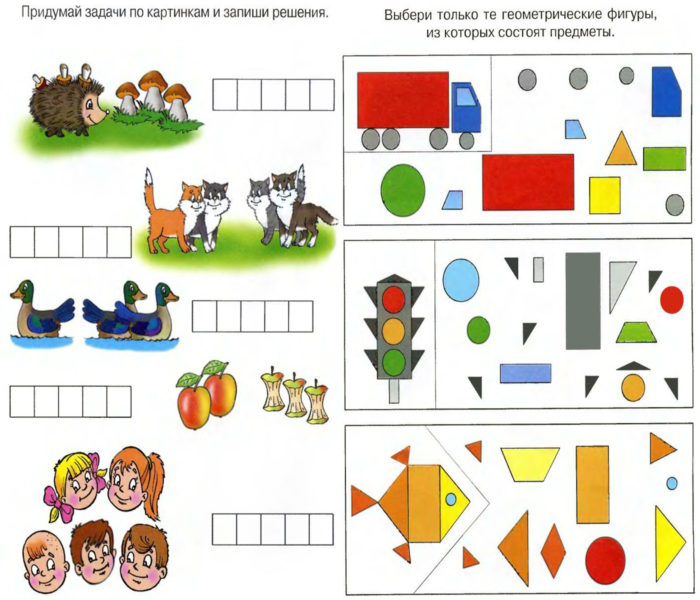 Придумай задачи по картинкам и запиши решения.
Выбери только те геометрические фигуры,
из которых состоят предметы.